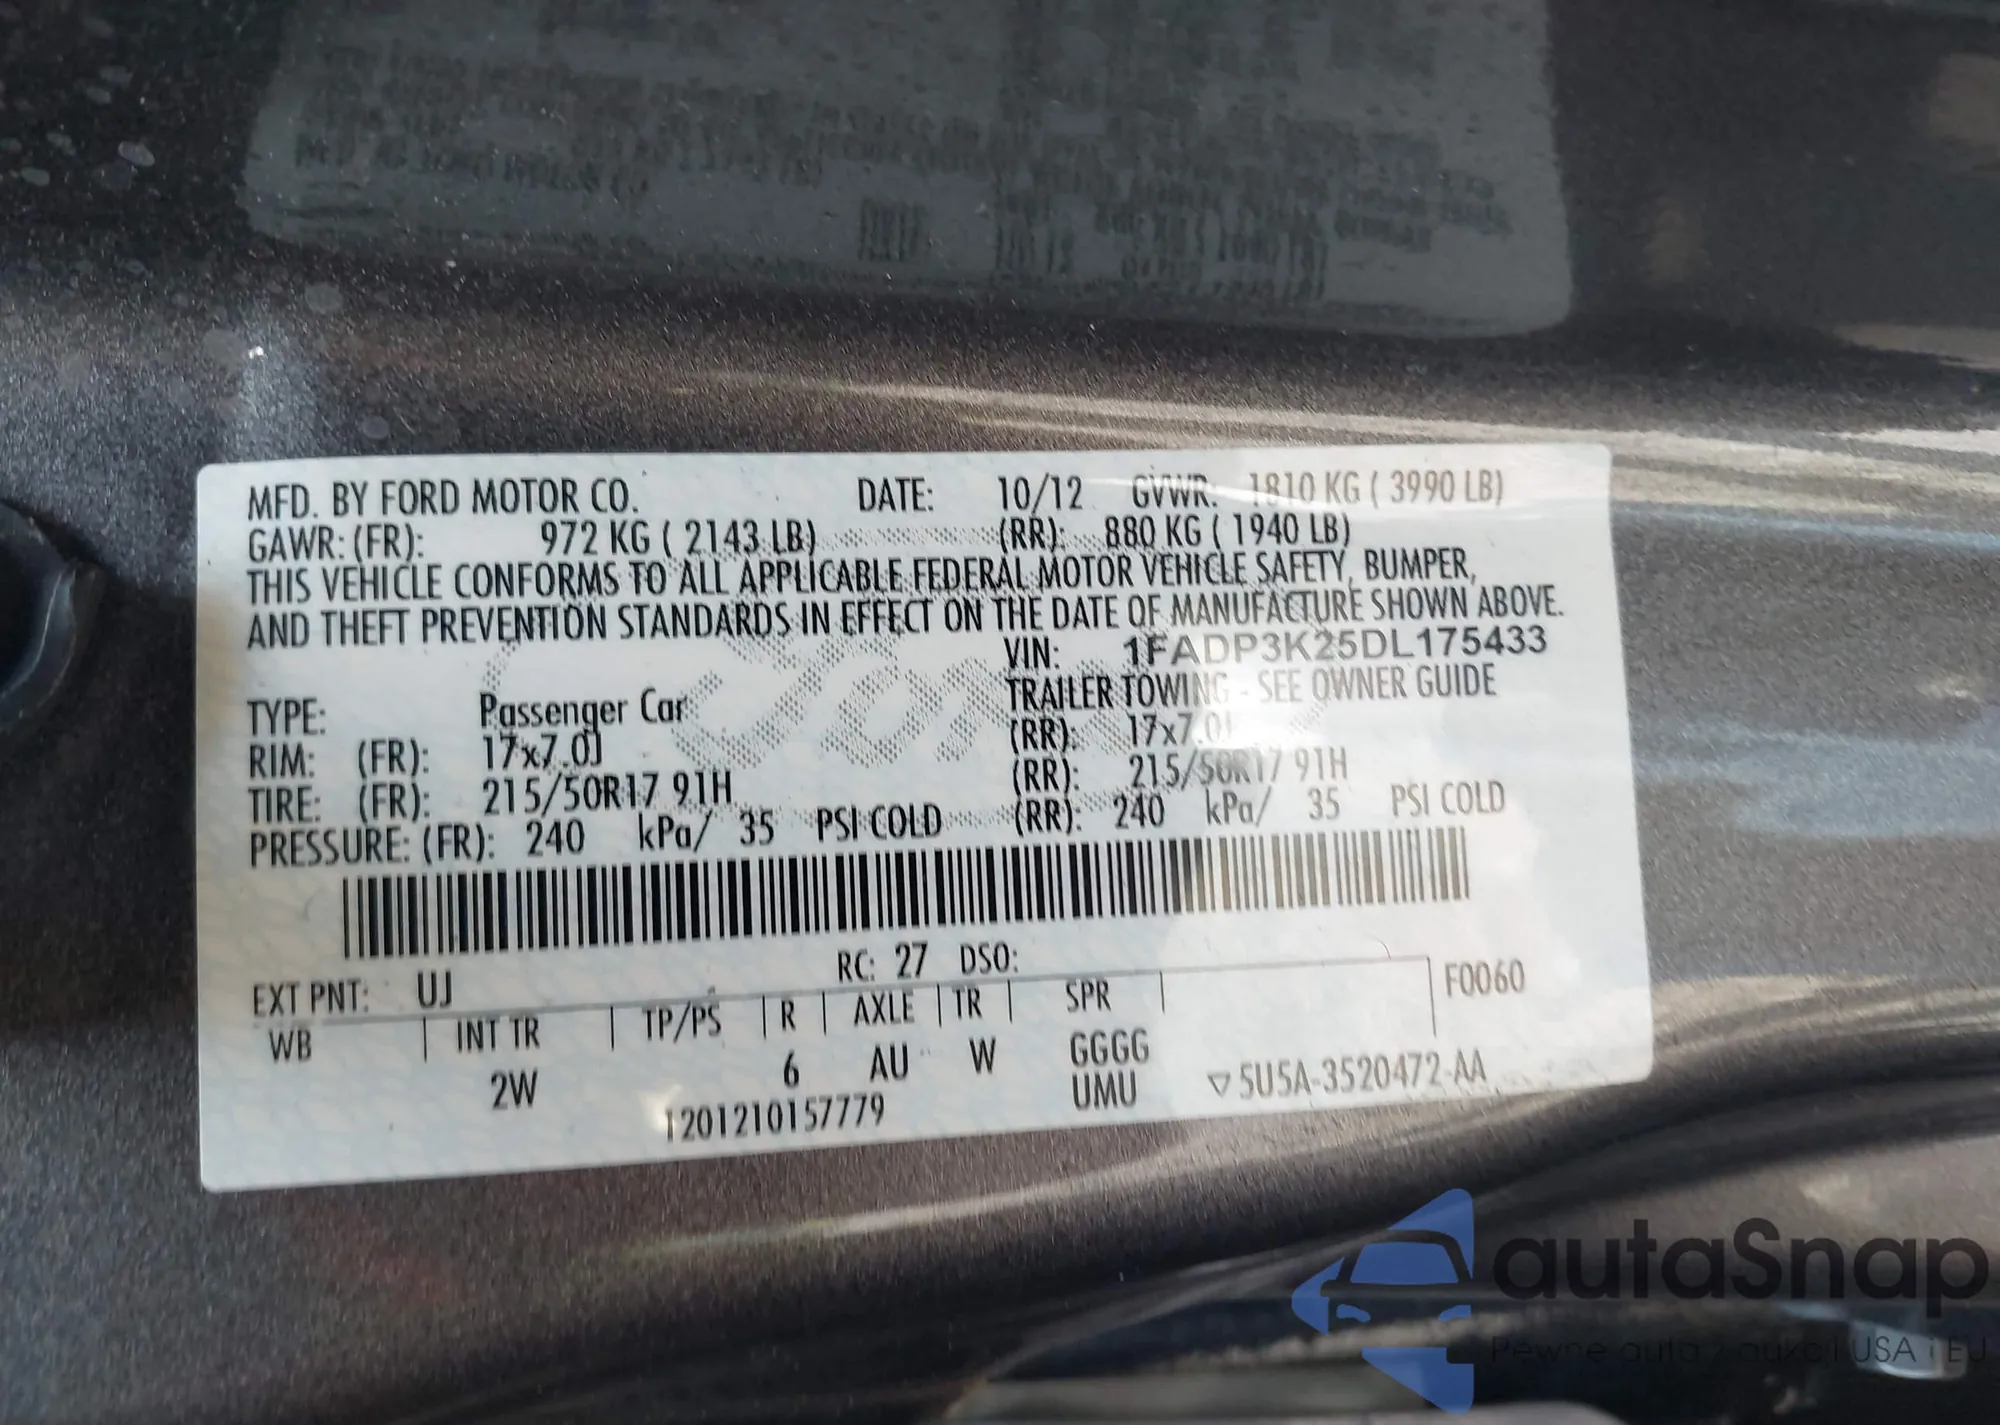 MFD. BY FORD MOTOR CO. DATE: 10/12 GVWR: 1810 KG ( 3990 LB)
GAWR: (FR): 972 KG ( 2143 LB) (RR): 880 KG ( 1940 LB)
THIS VEHICLE CONFORMS TO ALL APPLICABLE FEDERAL MOTOR VEHICLE SAFETY, BUMPER,
AND THEFT PREVENTION STANDARDS IN EFFECT ON THE DATE OF MANUFACTURE SHOWN ABOVE.
VIN: 1FADP3K25DL175433
TYPE: Passenger Car TRAILER TOWING - SEE OWNER GUIDE
RIM: (FR): 17x7.0J (RR): 17x7.0J
TIRE: (FR): 215/50R17 91H (RR): 215/50R17 91H
PRESSURE: (FR): 240 kPa/ 35 PSI COLD (RR): 240 kPa/ 35 PSI COLD
EXT PNT: UJ RC: 27 DSO: F0060
WB INT TR TP/PS R AXLE TR SPR
2W 6 AU W GGGG
UMU
1201210157779 ▽5U5A-3520472-AA
autaSnap
Pewne auta z aukcji USA i EU